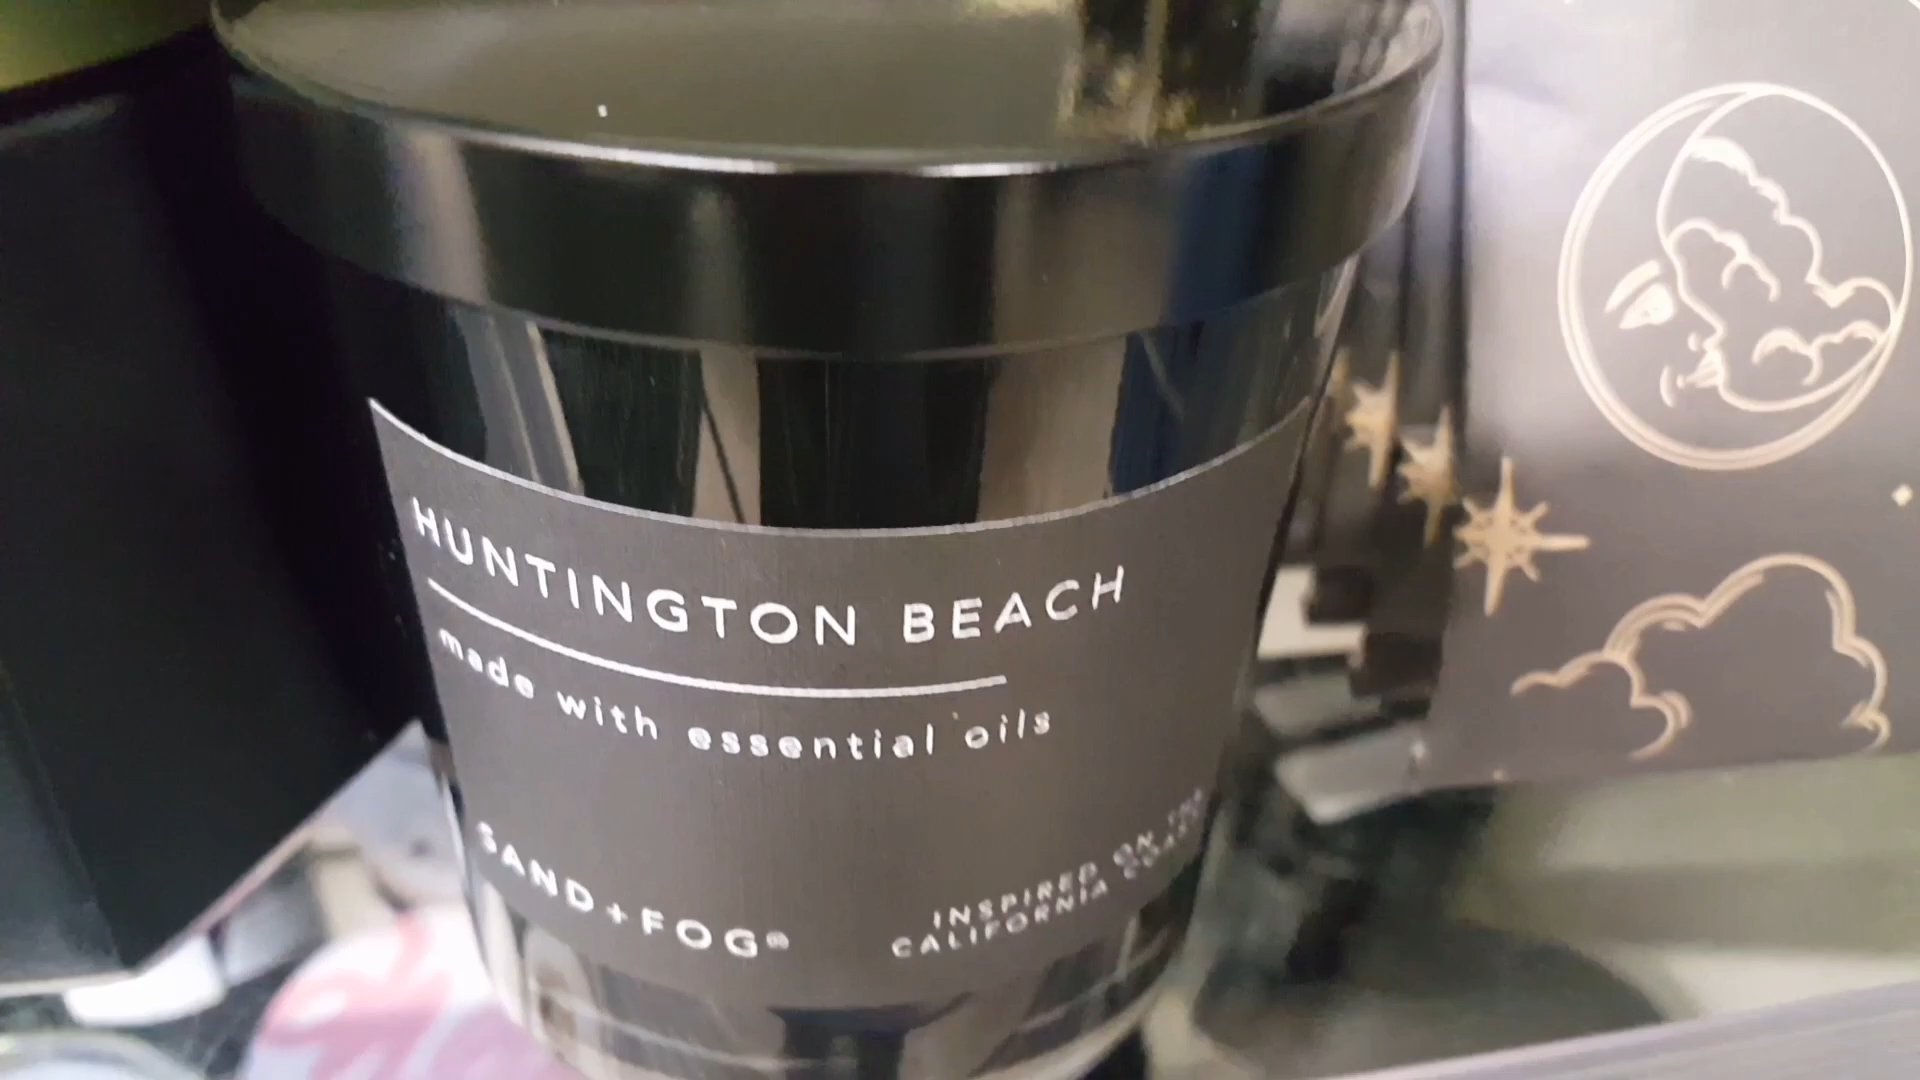 HUNTINGTON BEACH
made with essential oils
SAND+FOG®
INSPIRED ON THE
CALIFORNIA COAST